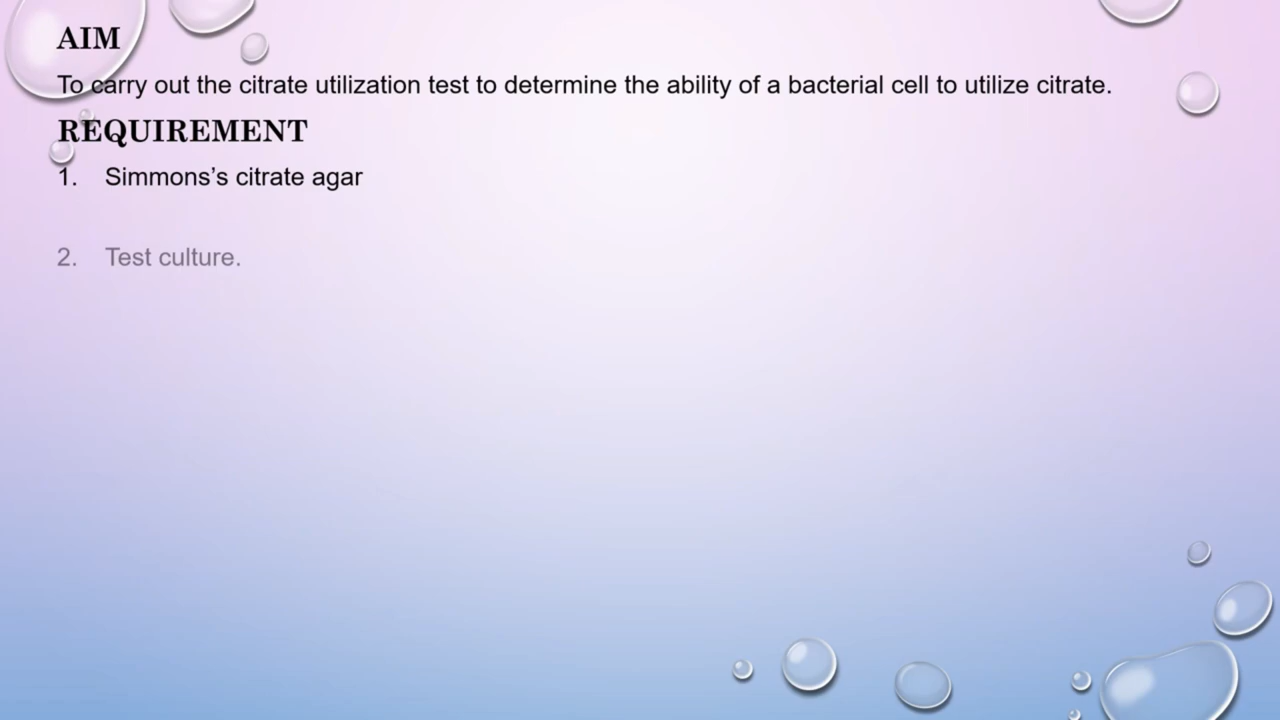 AIM
To carry out the citrate utilization test to determine the ability of a bacterial cell to utilize citrate.
REQUIREMENT
1. Simmons’s citrate agar
2. Test culture.